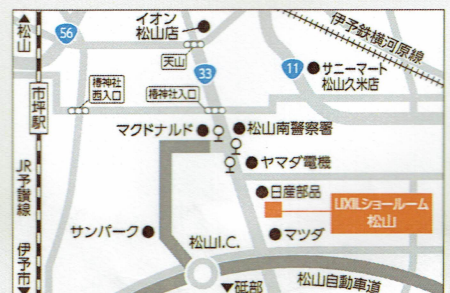 ▲松山
56
イオン
松山店
伊予鉄横河原線
天山
33
11
サニーマート
松山久米店
市坪駅
椿神社
西入口
椿神社入口
マクドナルド
松山南警察署
ヤマダ電機
JR予讃線
日産部品
LIXILショールーム
松山
サンパーク
松山I.C.
マツダ
伊予市▼
▼砥部
松山自動車道